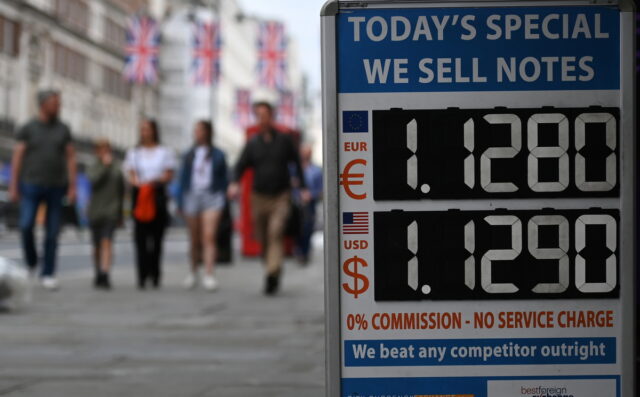 TODAY'S SPECIAL
WE SELL NOTES
EUR
€
1.1280
USD
$
1.1290
0% COMMISSION - NO SERVICE CHARGE
We beat any competitor outright
bestforeign